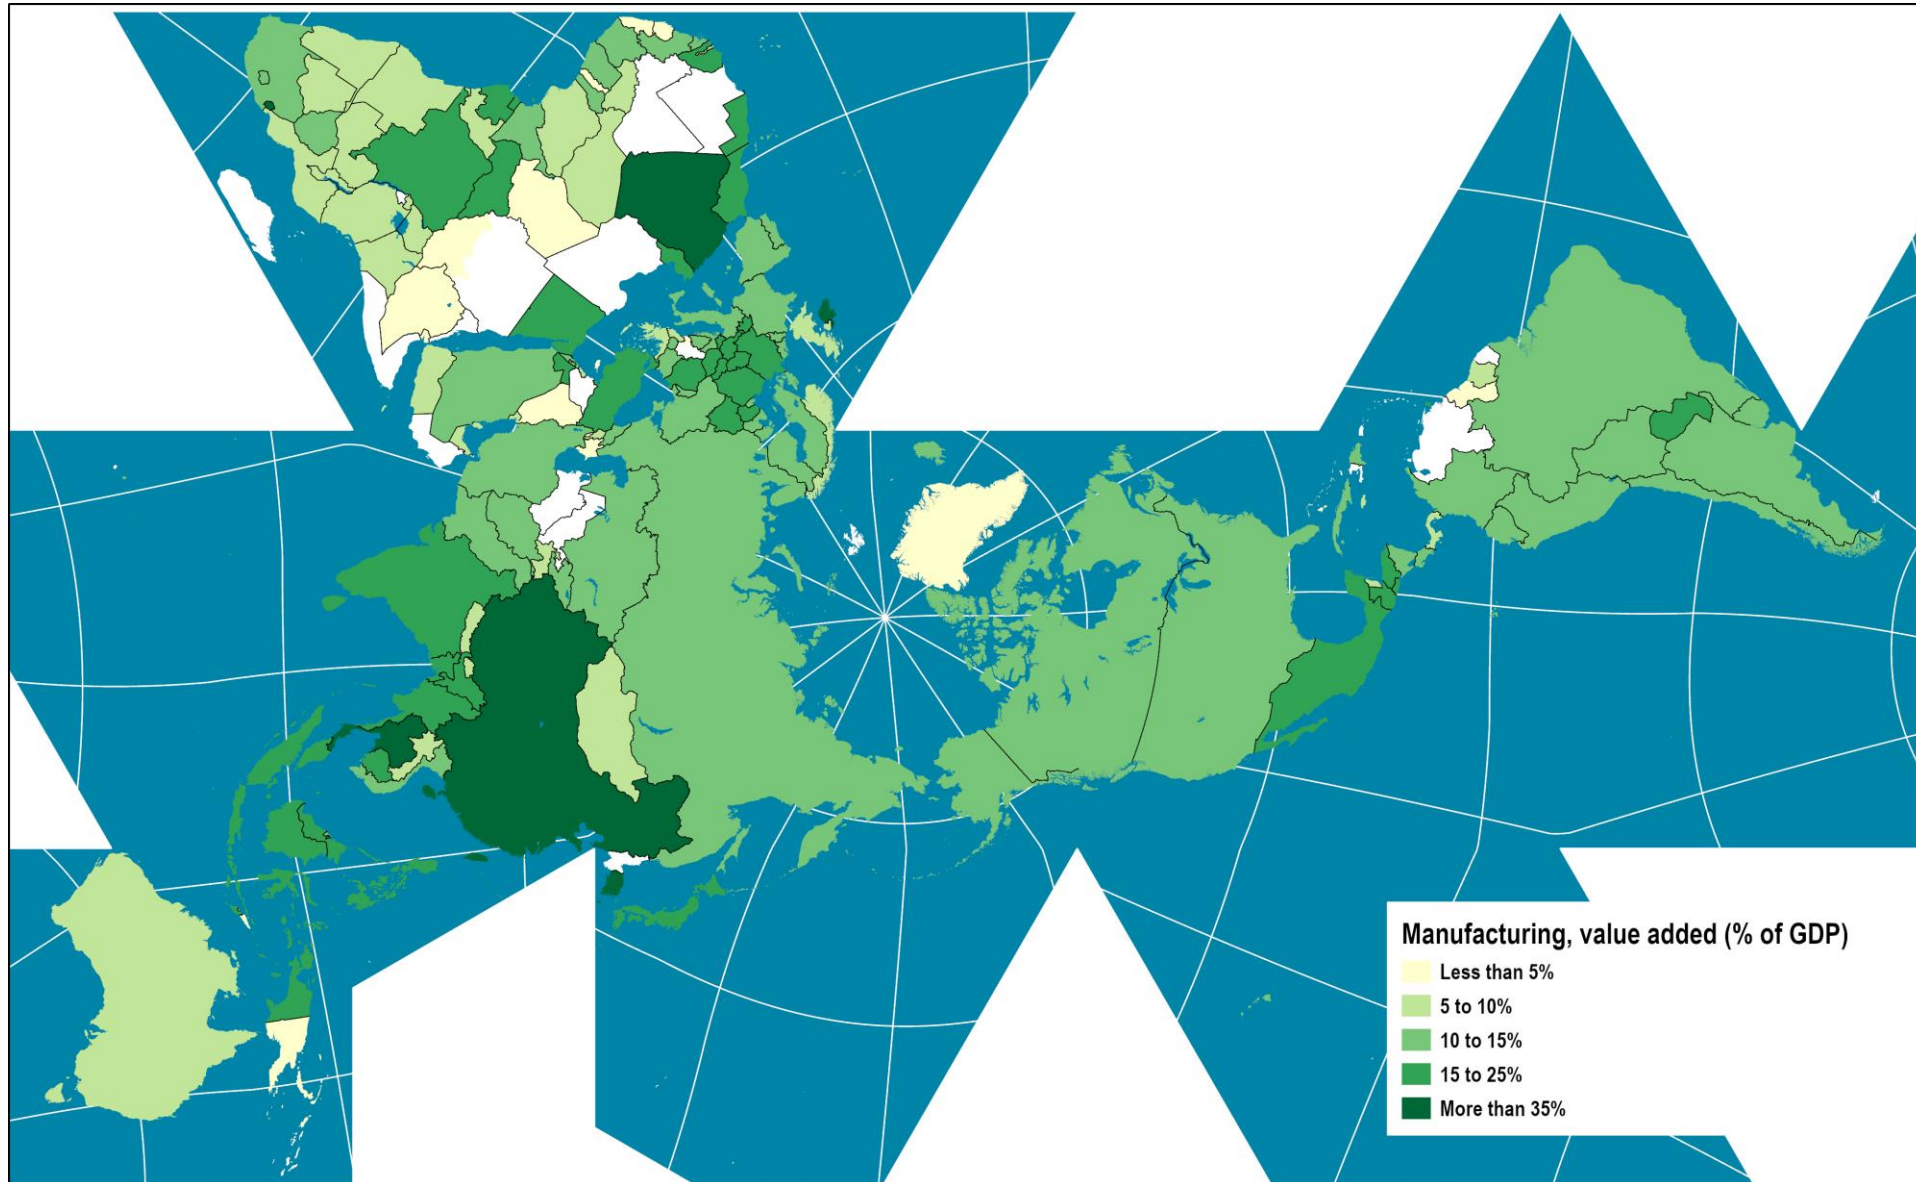 Manufacturing, value added (% of GDP)
Less than 5%
5 to 10%
10 to 15%
15 to 25%
More than 35%